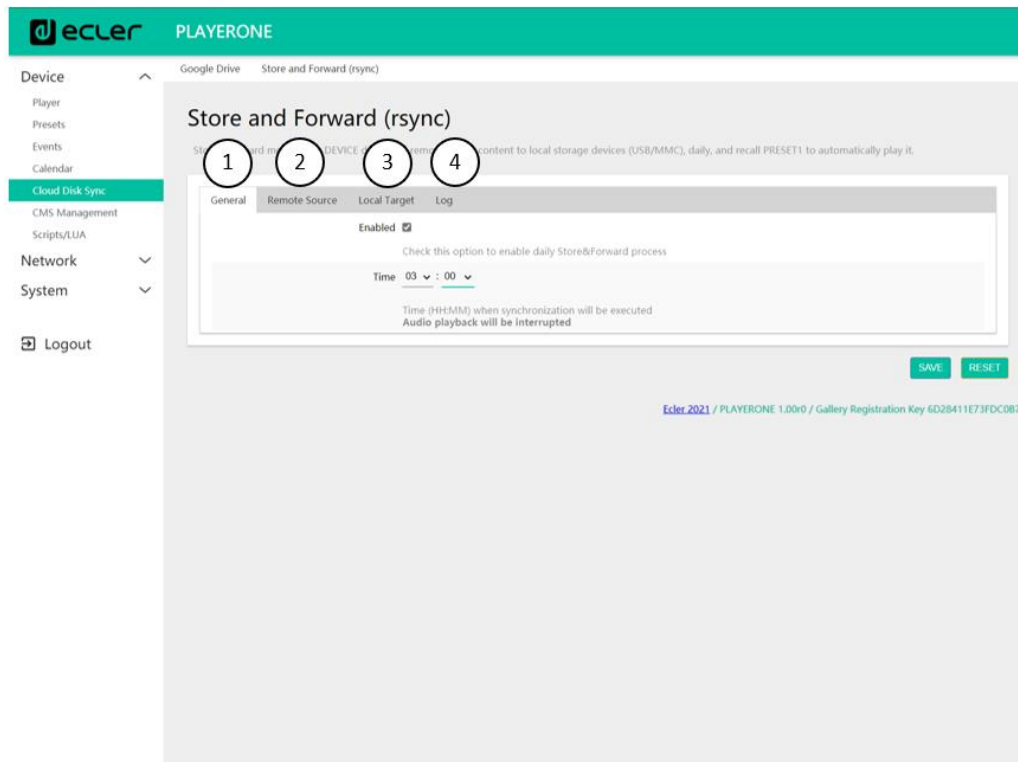 ecler PLAYERONE
Google Drive Store and Forward (rsync)
Device
Player
Presets
Events
Calendar
Cloud Disk Sync
CMS Management
Scripts/LUA
Network
System
Logout
Store and Forward (rsync)
DEVICE content to local storage devices (USB/MMC), daily, and recall PRESET1 to automatically play it.
1 2 3 4
General Remote Source Local Target Log
Enabled
Check this option to enable daily Store&Forward process
Time 03 : 00
Time (HH:MM) when synchronization will be executed
Audio playback will be interrupted
SAVE RESET
Ecler 2021 / PLAYERONE 1.00r0 / Gallery Registration Key 6D28411E73FDC087